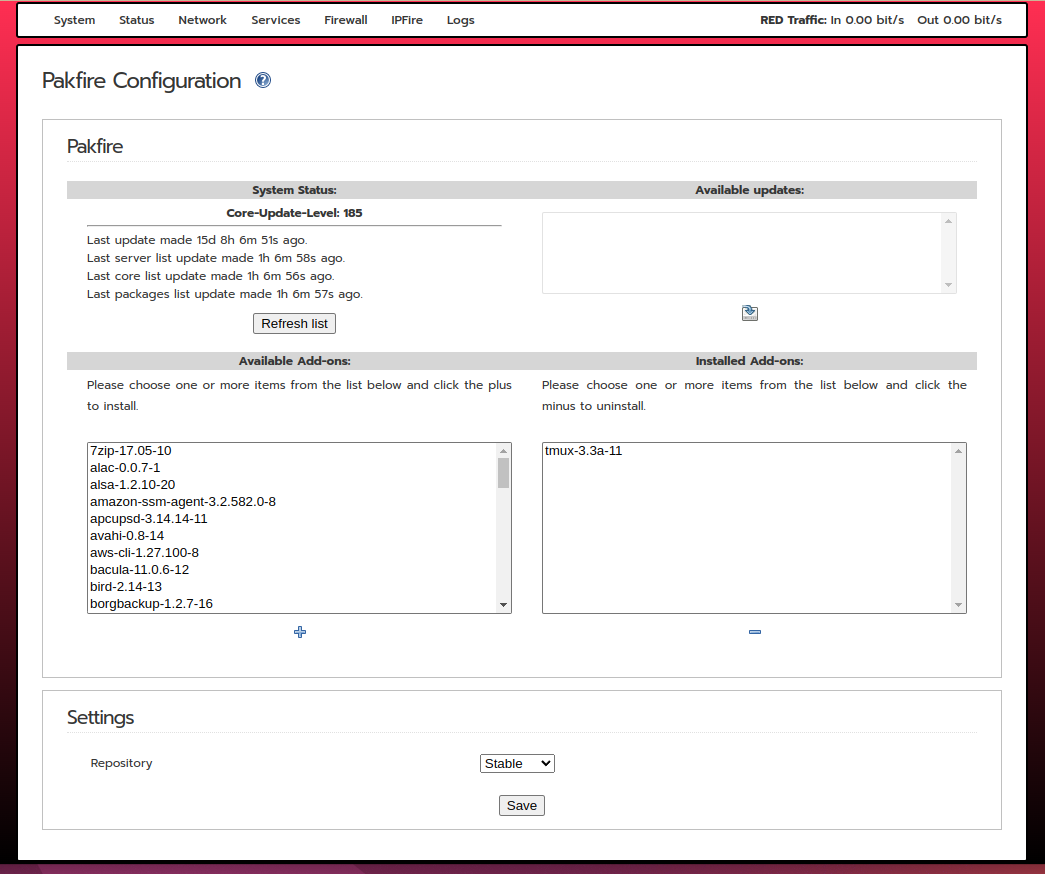 System Status Network Services Firewall IPFire Logs RED Traffic: In 0.00 bit/s Out 0.00 bit/s
Pakfire Configuration
Pakfire
System Status:
Core-Update-Level: 185
Last update made 15d 8h 6m 51s ago.
Last server list update made 1h 6m 58s ago.
Last core list update made 1h 6m 56s ago.
Last packages list update made 1h 6m 57s ago.
Refresh list
Available updates:
Available Add-ons:
Please choose one or more items from the list below and click the plus
to install.
7zip-17.05-10
alac-0.0.7-1
alsa-1.2.10-20
amazon-ssm-agent-3.2.582.0-8
apcupsd-3.14.14-11
avahi-0.8-14
aws-cli-1.27.100-8
bacula-11.0.6-12
bird-2.14-13
borgbackup-1.2.7-16
Installed Add-ons:
Please choose one or more items from the list below and click the
minus to uninstall.
tmux-3.3a-11
Settings
Repository Stable
Save